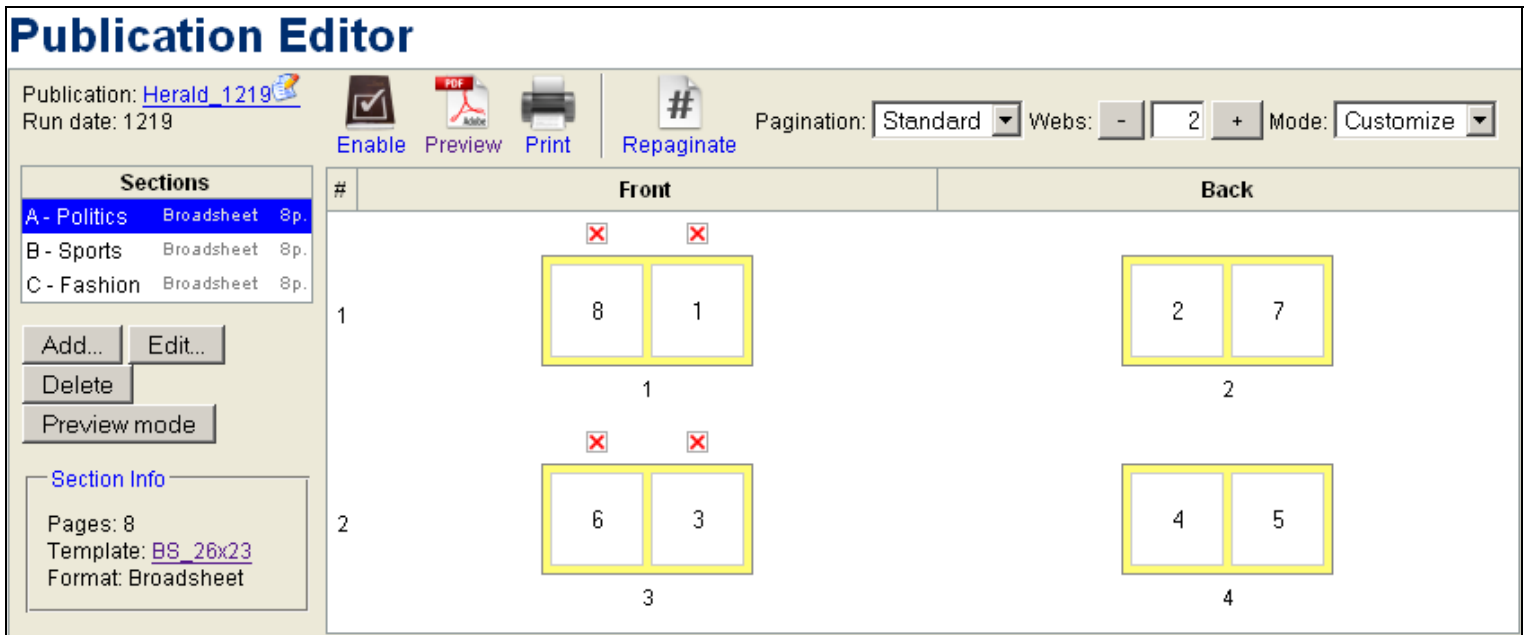 Publication Editor
Publication: Herald_1219
Run date: 1219
PDF
Adobe
#
Enable Preview Print Repaginate
Pagination: Standard Webs: - 2 + Mode: Customize
Sections
A - Politics Broadsheet 8p.
B - Sports Broadsheet 8p.
C - Fashion Broadsheet 8p.
Add... Edit...
Delete
Preview mode
Section Info
Pages: 8
Template: BS_26x23
Format: Broadsheet
# Front Back
1 8 1 2 7
1 2
2 6 3 4 5
3 4